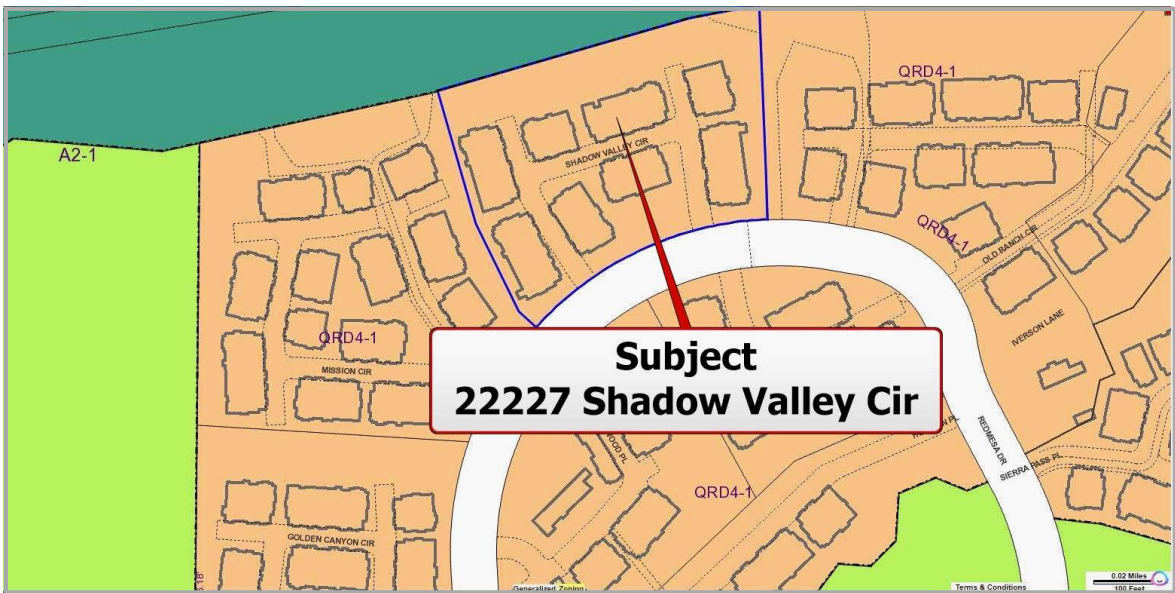 QRD4-1
A2-1
SHADOW VALLEY CIR
QRD4-1
OLD RANCH CIR
IVERSON LANE
QRD4-1
MISSION CIR
Subject
22227 Shadow Valley Cir
REDMESA DR
SIERRA PASS PL
QRD4-1
GOLDEN CANYON CIR
Generalized Zoning
Terms & Conditions
0.02 Miles
100 Feet